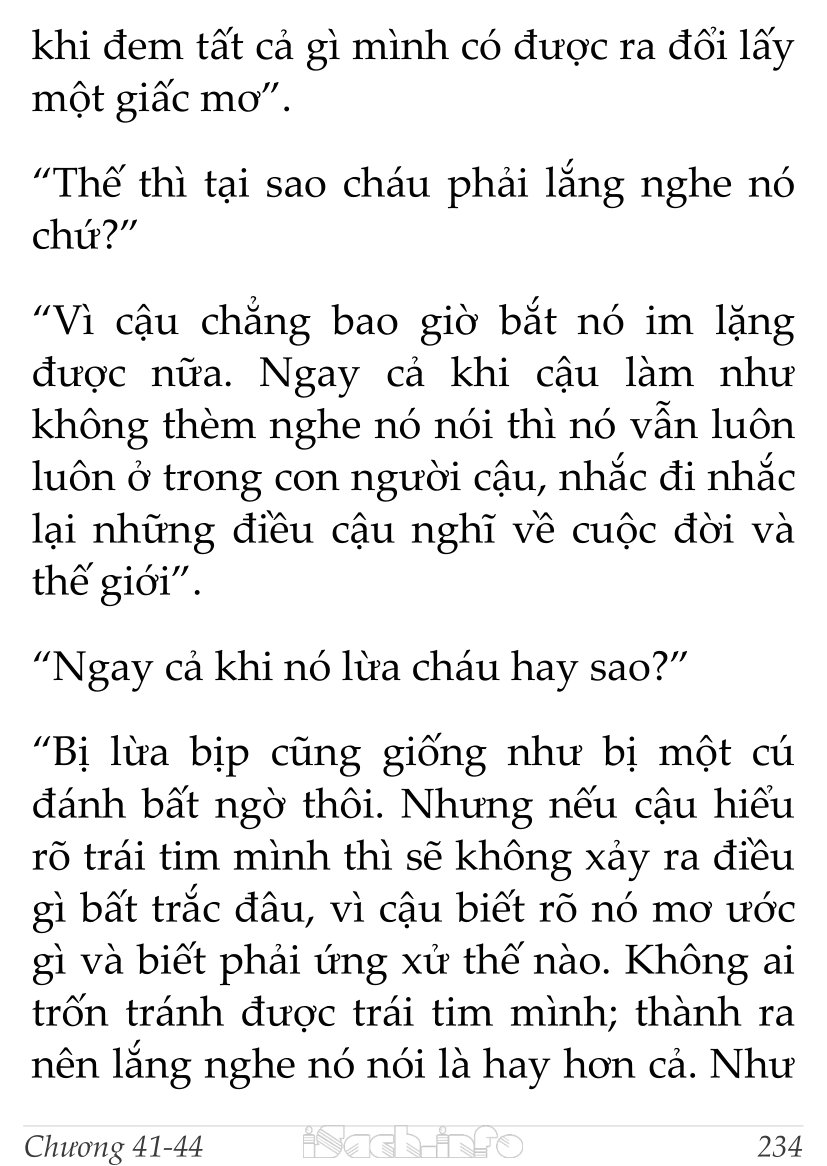 khi đem tất cả gì mình có được ra đổi lấy
một giấc mơ”.
“Thế thì tại sao cháu phải lắng nghe nó
chứ?”
“Vì cậu chẳng bao giờ bắt nó im lặng
được nữa. Ngay cả khi cậu làm như
không thèm nghe nó nói thì nó vẫn luôn
luôn ở trong con người cậu, nhắc đi nhắc
lại những điều cậu nghĩ về cuộc đời và
thế giới”.
“Ngay cả khi nó lừa cháu hay sao?”
“Bị lừa bịp cũng giống như bị một cú
đánh bất ngờ thôi. Nhưng nếu cậu hiểu
rõ trái tim mình thì sẽ không xảy ra điều
gì bất trắc đâu, vì cậu biết rõ nó mơ ước
gì và biết phải ứng xử thế nào. Không ai
trốn tránh được trái tim mình; thành ra
nên lắng nghe nó nói là hay hơn cả. Như
Chương 41-44 iSach.info 234